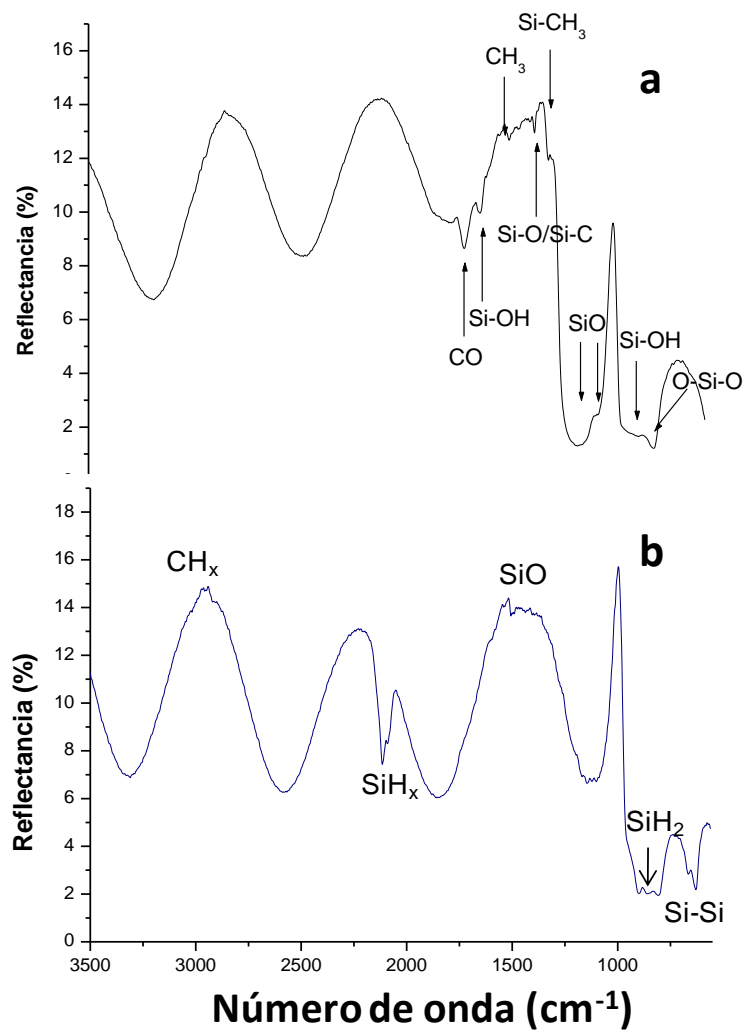 Si-CH3
CH3
a
16
14
12
10
8
6
4
2
0
Reflectancia (%)
Si-O/Si-C
Si-OH
SiO
Si-OH
CO
O-Si-O
b
CHx
SiO
18
16
14
12
10
8
6
4
2
0
Reflectancia (%)
SiHx
SiH2
Si-Si
3500 3000 2500 2000 1500 1000
Número de onda (cm-1)